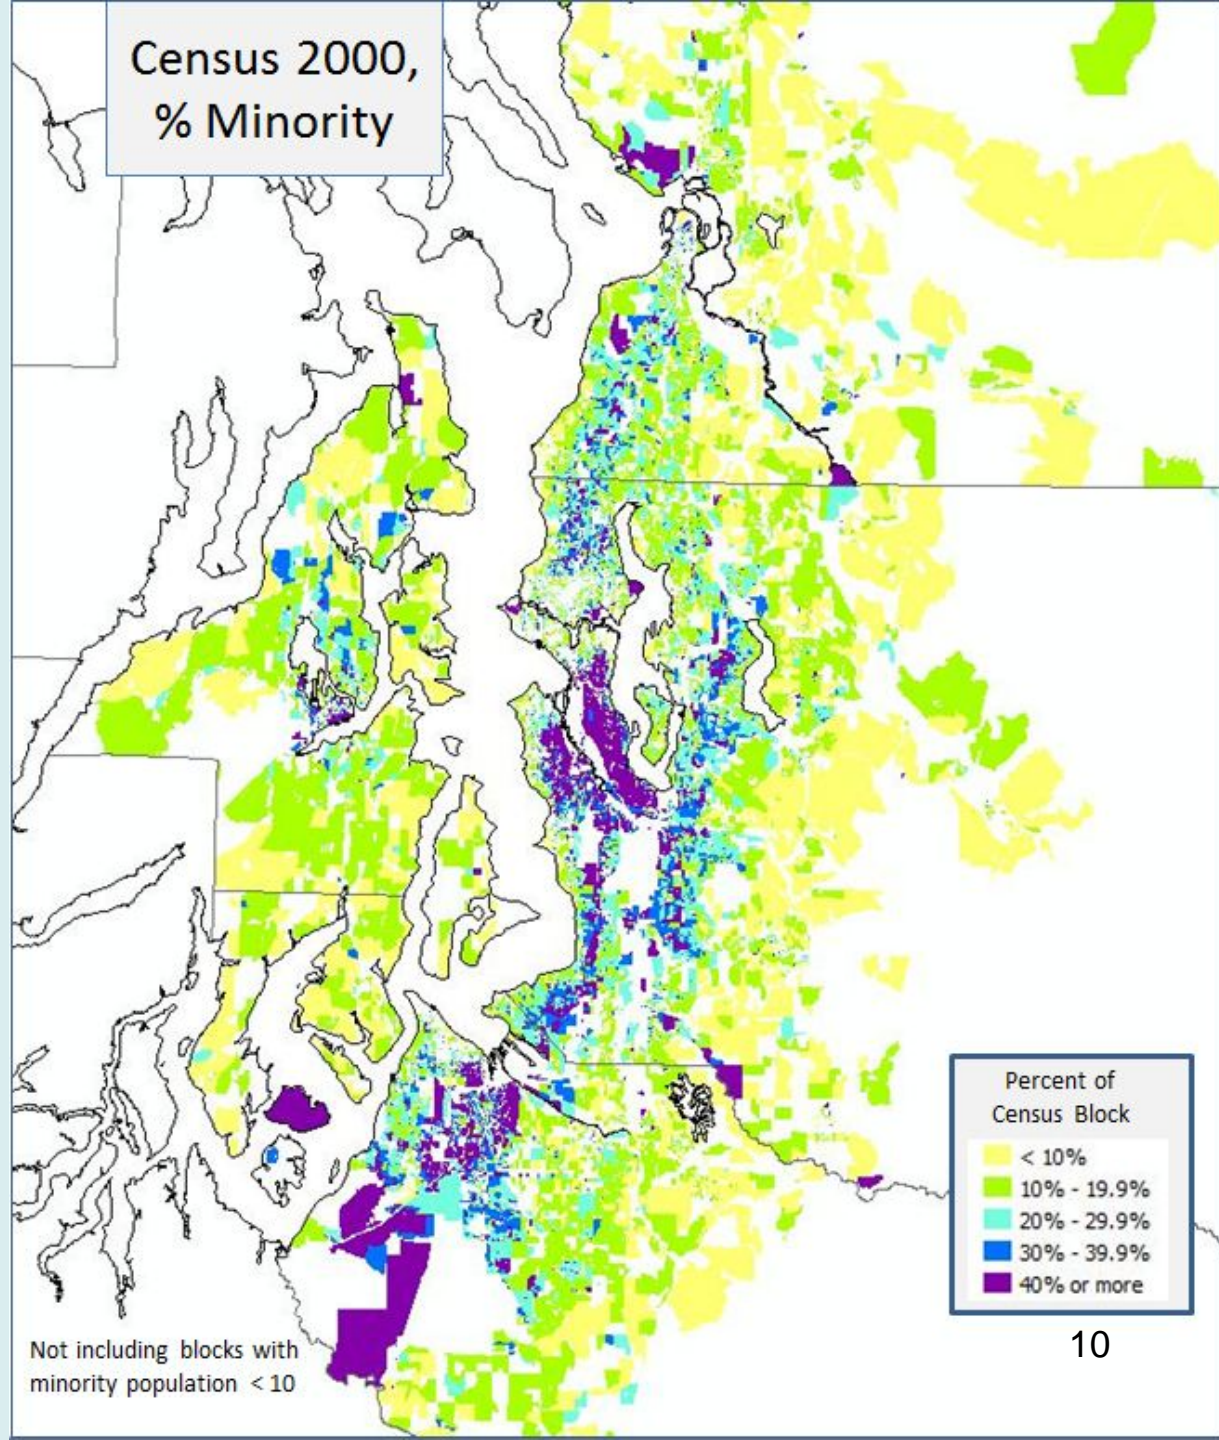 Census 2000,
% Minority
Percent of
Census Block
< 10%
10% - 19.9%
20% - 29.9%
30% - 39.9%
40% or more
10
Not including blocks with
minority population < 10